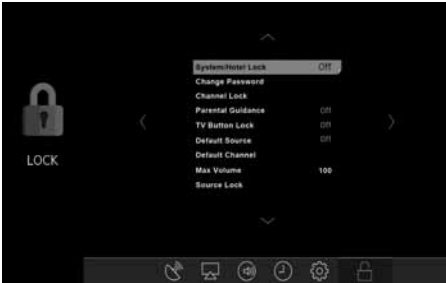 System/Hotel Lock Off
Change Password
Channel Lock
Parental Guidance Off
TV Button Lock Off
Default Source Off
Default Channel
Max Volume 100
Source Lock
LOCK